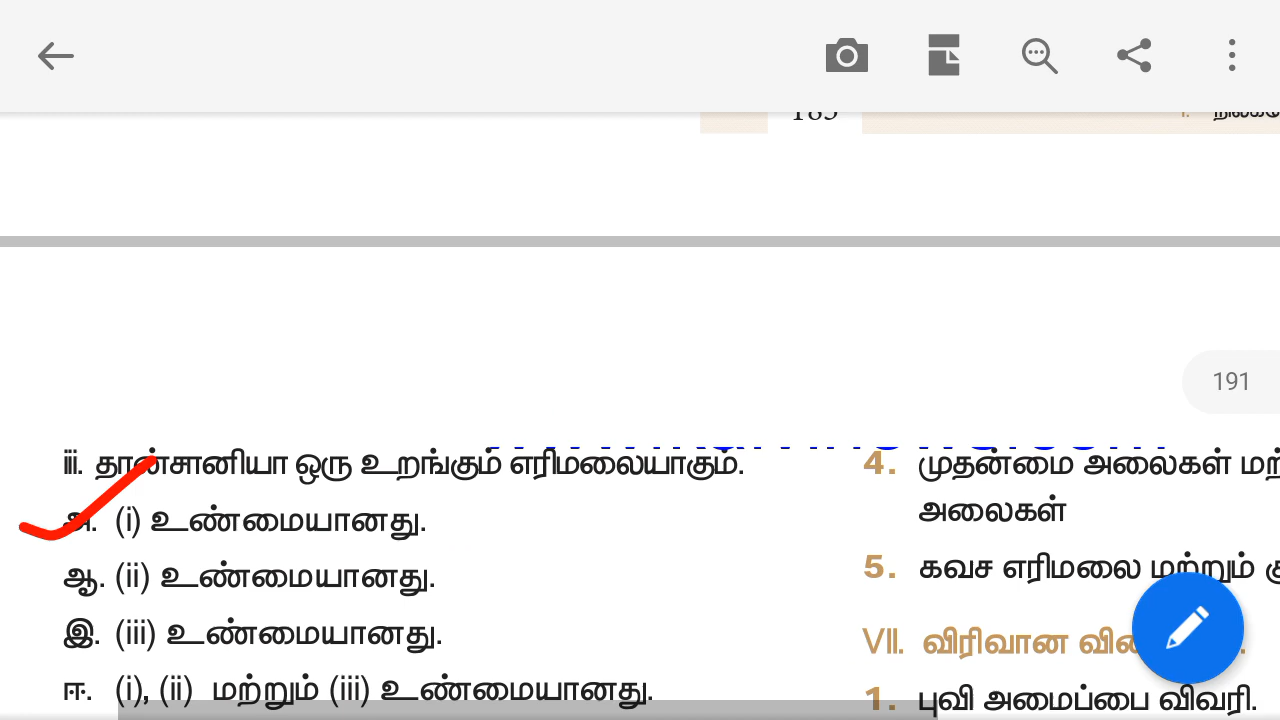 185
191
iii. தான்சானியா ஒரு உறங்கும் எரிமலையாகும்.
அ. (i) உண்மையானது.
ஆ. (ii) உண்மையானது.
இ. (iii) உண்மையானது.
ஈ. (i), (ii) மற்றும் (iii) உண்மையானது.
4. முதன்மை அலைகள்
அலைகள்
5. கவச எரிமலை மற்றும்
VII. விரிவான
1. புவி அமைப்பை விவரி.